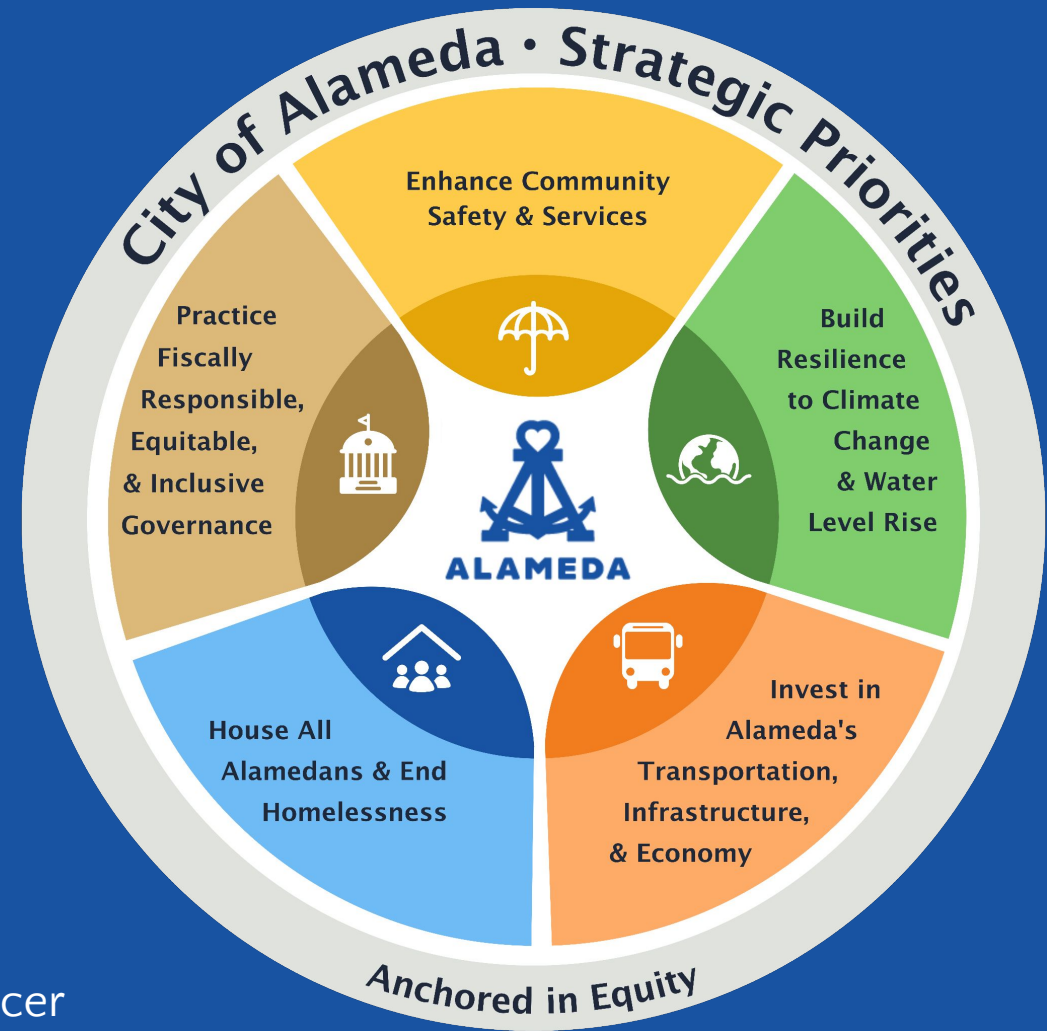 City of Alameda • Strategic Priorities
Enhance Community
Safety & Services
Build
Resilience
to Climate
Change
& Water
Level Rise
Invest in
Alameda's
Transportation,
Infrastructure,
& Economy
House All
Alamedans & End
Homelessness
Practice
Fiscally
Responsible,
Equitable,
& Inclusive
Governance
ALAMEDA
Anchored in Equity
cer